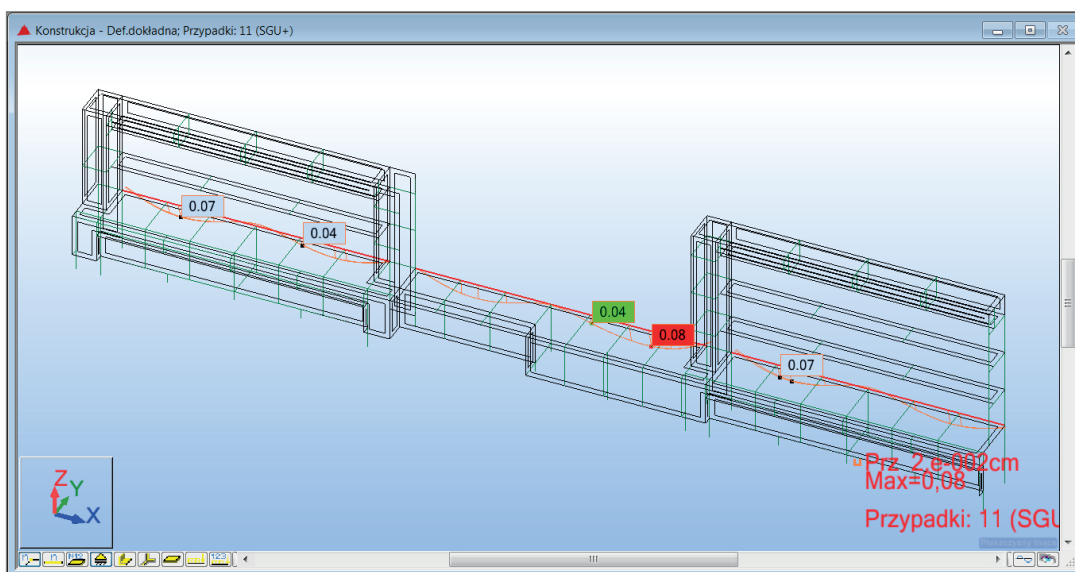 Konstrukcja - Def.dokładna; Przypadki: 11 (SGU+)
0.07
0.04
0.04
0.08
0.07
Prz 2,e-002cm
Max=0,08
Przypadki: 11 (SGU
Z
Y
X
123